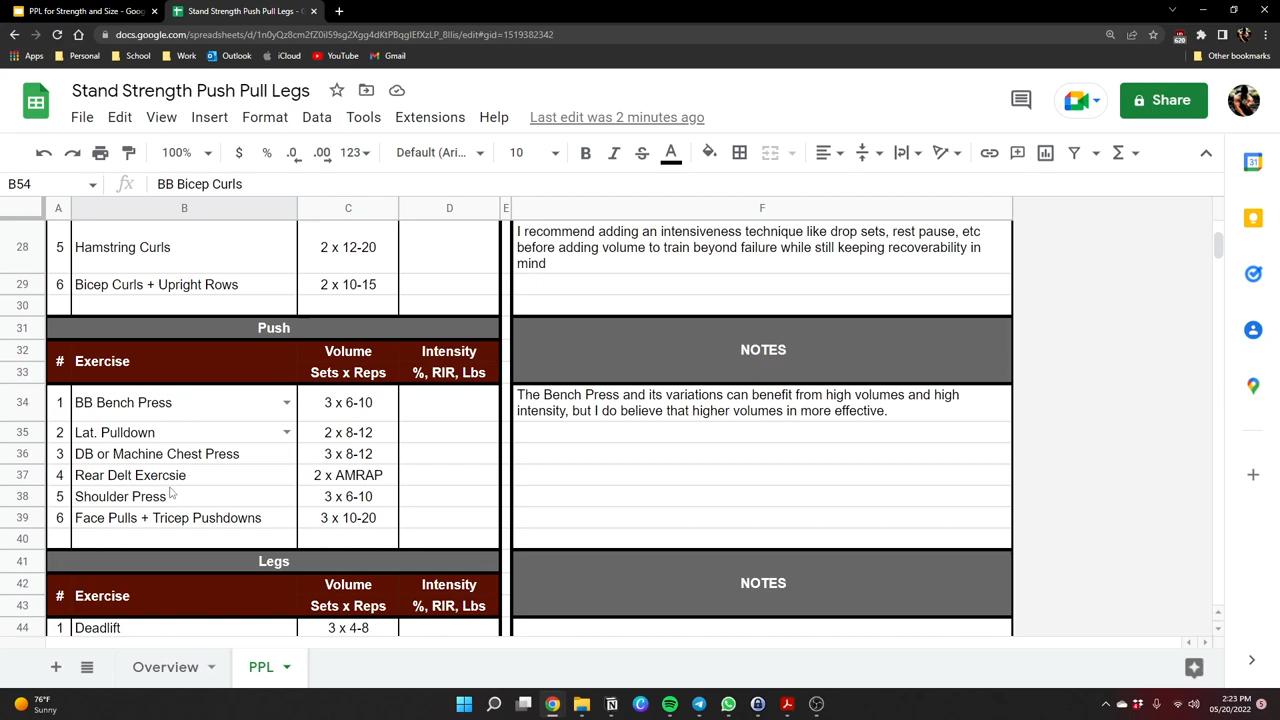 PPL for Strength and Size - Goog
Stand Strength Push Pull Legs - G
docs.google.com/spreadsheets/d/1n0yQz8cm2fZ0il59sg2Xgg4dKtPBqgIEfXzLP_8Ilis/edit#gid=1519382342
620
Apps
Personal
School
Work
Outlook
iCloud
YouTube
Gmail
Other bookmarks
Stand Strength Push Pull Legs
Share
File Edit View Insert Format Data Tools Extensions Help Last edit was 2 minutes ago
100% $ % .0 .00 123 Default (Ari... 10 B I S A
B54 fx BB Bicep Curls
A B C D E F
28 5 Hamstring Curls 2 x 12-20
I recommend adding an intensiveness technique like drop sets, rest pause, etc
before adding volume to train beyond failure while still keeping recoverability in
mind
29 6 Bicep Curls + Upright Rows 2 x 10-15
30
31 Push
32 # Exercise Volume Intensity NOTES
33 Sets x Reps %, RIR, Lbs
34 1 BB Bench Press 3 x 6-10
The Bench Press and its variations can benefit from high volumes and high
intensity, but I do believe that higher volumes in more effective.
35 2 Lat. Pulldown 2 x 8-12
36 3 DB or Machine Chest Press 3 x 8-12
37 4 Rear Delt Exercsie 2 x AMRAP
38 5 Shoulder Press 3 x 6-10
39 6 Face Pulls + Tricep Pushdowns 3 x 10-20
40
41 Legs
42 # Exercise Volume Intensity NOTES
43 Sets x Reps %, RIR, Lbs
44 1 Deadlift 3 x 4-8
Overview PPL
76°F
Sunny
2:23 PM
05/20/2022